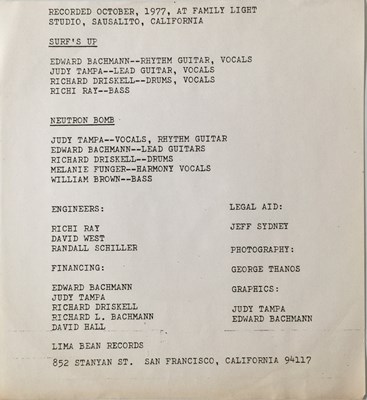 RECORDED OCTOBER, 1977, AT FAMILY LIGHT
STUDIO, SAUSALITO, CALIFORNIA
SURF'S UP
EDWARD BACHMANN--RHYTHM GUITAR, VOCALS
JUDY TAMPA--LEAD GUITAR, VOCALS
RICHARD DRISKELL--DRUMS, VOCALS
RICHI RAY--BASS
NEUTRON BOMB
JUDY TAMPA--VOCALS, RHYTHM GUITAR
EDWARD BACHMANN--LEAD GUITARS
RICHARD DRISKELL--DRUMS
MELANIE FUNGER--HARMONY VOCALS
WILLIAM BROWN--BASS
ENGINEERS:
RICHI RAY
DAVID WEST
RANDALL SCHILLER
FINANCING:
EDWARD BACHMANN
JUDY TAMPA
RICHARD DRISKELL
RICHARD L. BACHMANN
DAVID HALL
LEGAL AID:
JEFF SYDNEY
PHOTOGRAPHY:
GEORGE THANOS
GRAPHICS:
JUDY TAMPA
EDWARD BACHMANN
LIMA BEAN RECORDS
852 STANYAN ST. SAN FRANCISCO, CALIFORNIA 94117